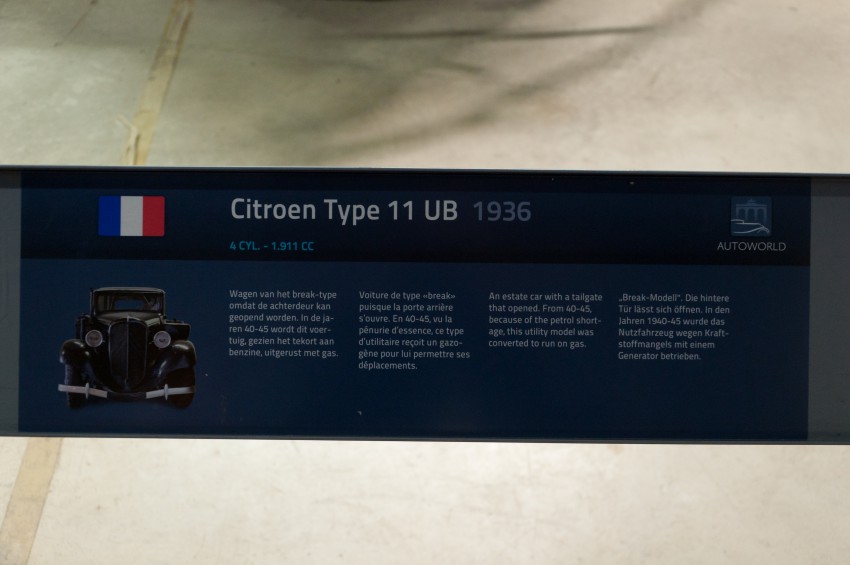 Citroen Type 11 UB 1936
4 CYL. - 1.911 CC
AUTOWORLD
Wagen van het break-type
omdat de achterdeur kan
geopend worden. In de ja-
ren 40-45 wordt dit voer-
tuig, gezien het tekort aan
benzine, uitgerust met gas.
Voiture de type «break»
puisque la porte arrière
s'ouvre. En 40-45, vu la
pénurie d'essence, ce type
d'utilitaire reçoit un gazo-
gène pour lui permettre ses
déplacements.
An estate car with a tailgate
that opened. From 40-45,
because of the petrol short-
age, this utility model was
converted to run on gas.
„Break-Modell“. Die hintere
Tür lässt sich öffnen. In den
Jahren 1940-45 wurde das
Nutzfahrzeug wegen Kraft-
stoffmangels mit einem
Generator betrieben.